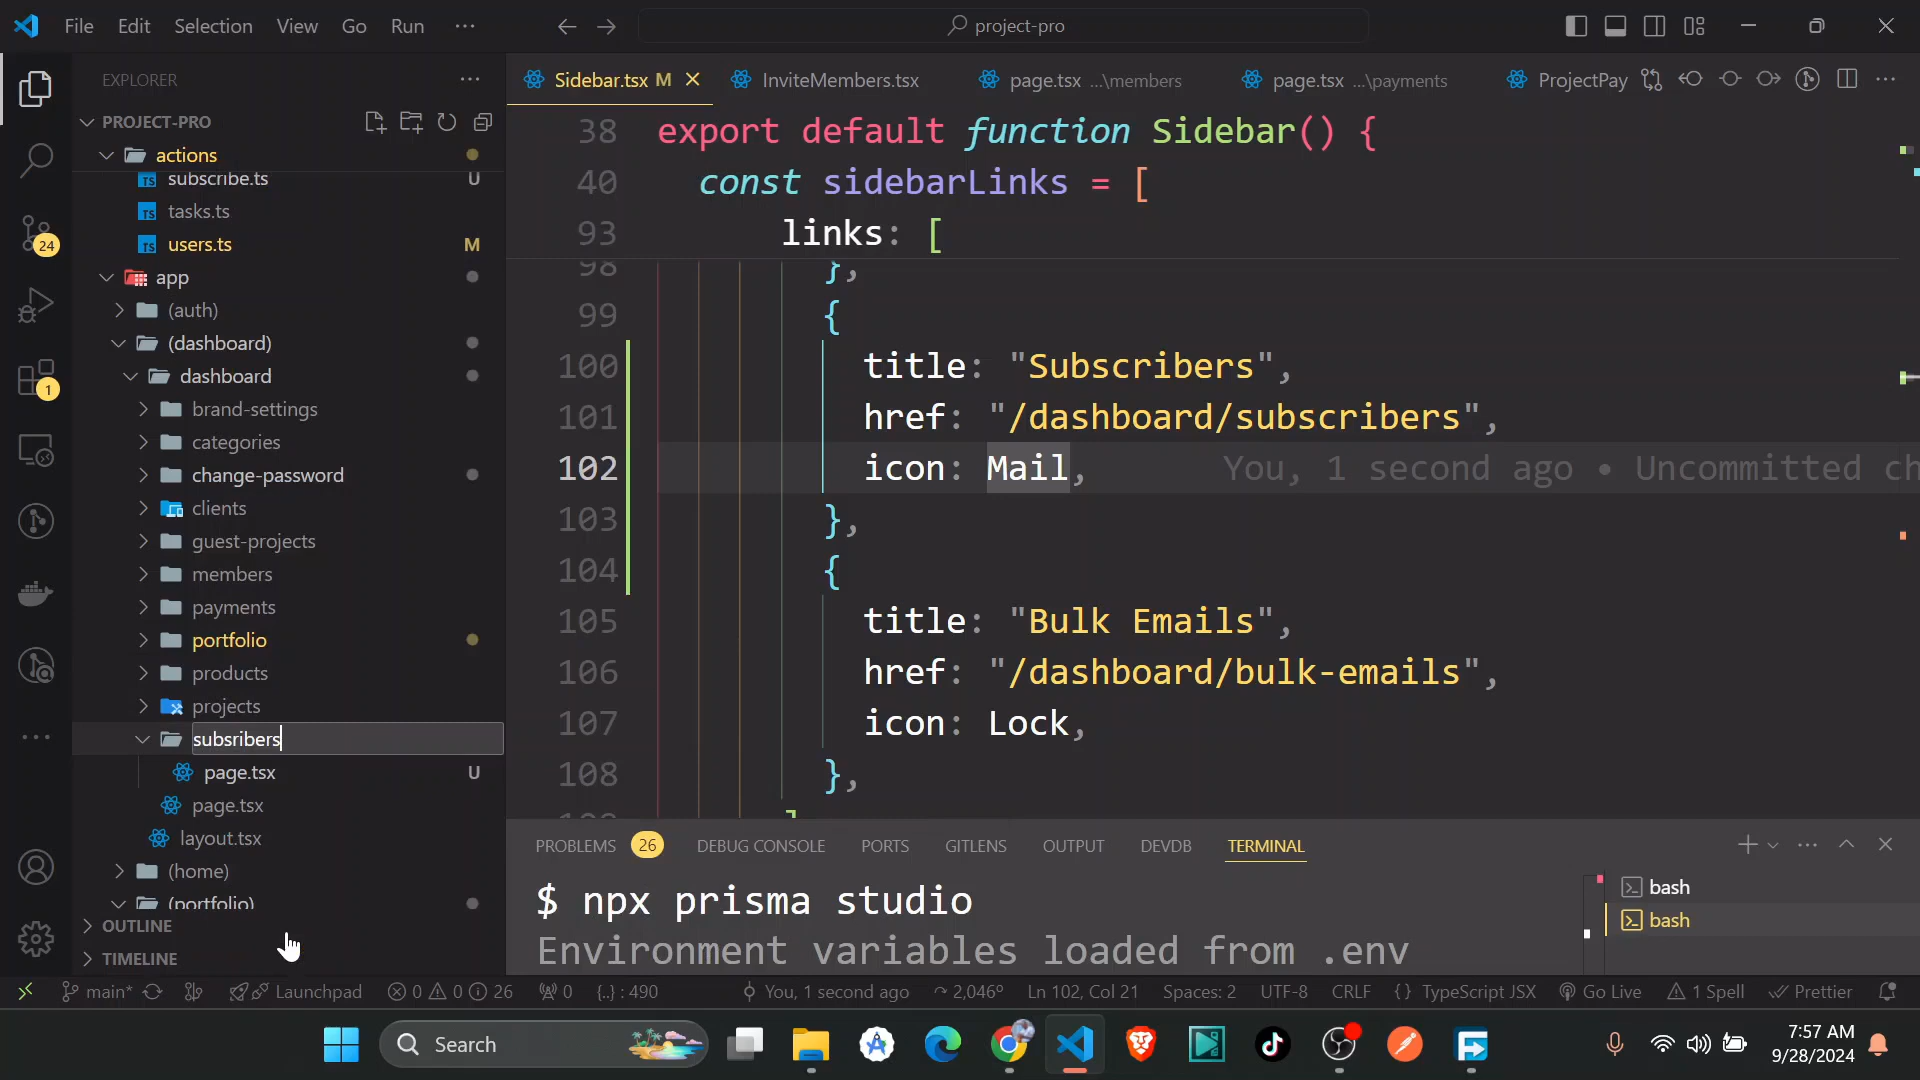 File Edit Selection View Go Run ··· project-pro
EXPLORER ···
PROJECT-PRO
actions
subscribe.ts U
tasks.ts
users.ts M
app
(auth)
(dashboard)
dashboard
brand-settings
categories
change-password
clients
guest-projects
members
payments
portfolio
products
projects
subsribers
page.tsx U
page.tsx
layout.tsx
(home)
(portfolio)
OUTLINE
TIMELINE
24
1
Sidebar.tsx M InviteMembers.tsx page.tsx ...\members page.tsx ...\payments ProjectPay
38 export default function Sidebar() {
40 const sidebarLinks = [
93 links: [
98 },
99 {
100 title: "Subscribers",
101 href: "/dashboard/subscribers",
102 icon: Mail, You, 1 second ago • Uncommitted ch
103 },
104 {
105 title: "Bulk Emails",
106 href: "/dashboard/bulk-emails",
107 icon: Lock,
108 },
PROBLEMS 26 DEBUG CONSOLE PORTS GITLENS OUTPUT DEVDB TERMINAL
$ npx prisma studio
Environment variables loaded from .env
bash
bash
main* Launchpad 0 0 26 0 {..} : 490 You, 1 second ago 2,046º Ln 102, Col 21 Spaces: 2 UTF-8 CRLF {} TypeScript JSX Go Live 1 Spell Prettier
Search
7:57 AM
9/28/2024